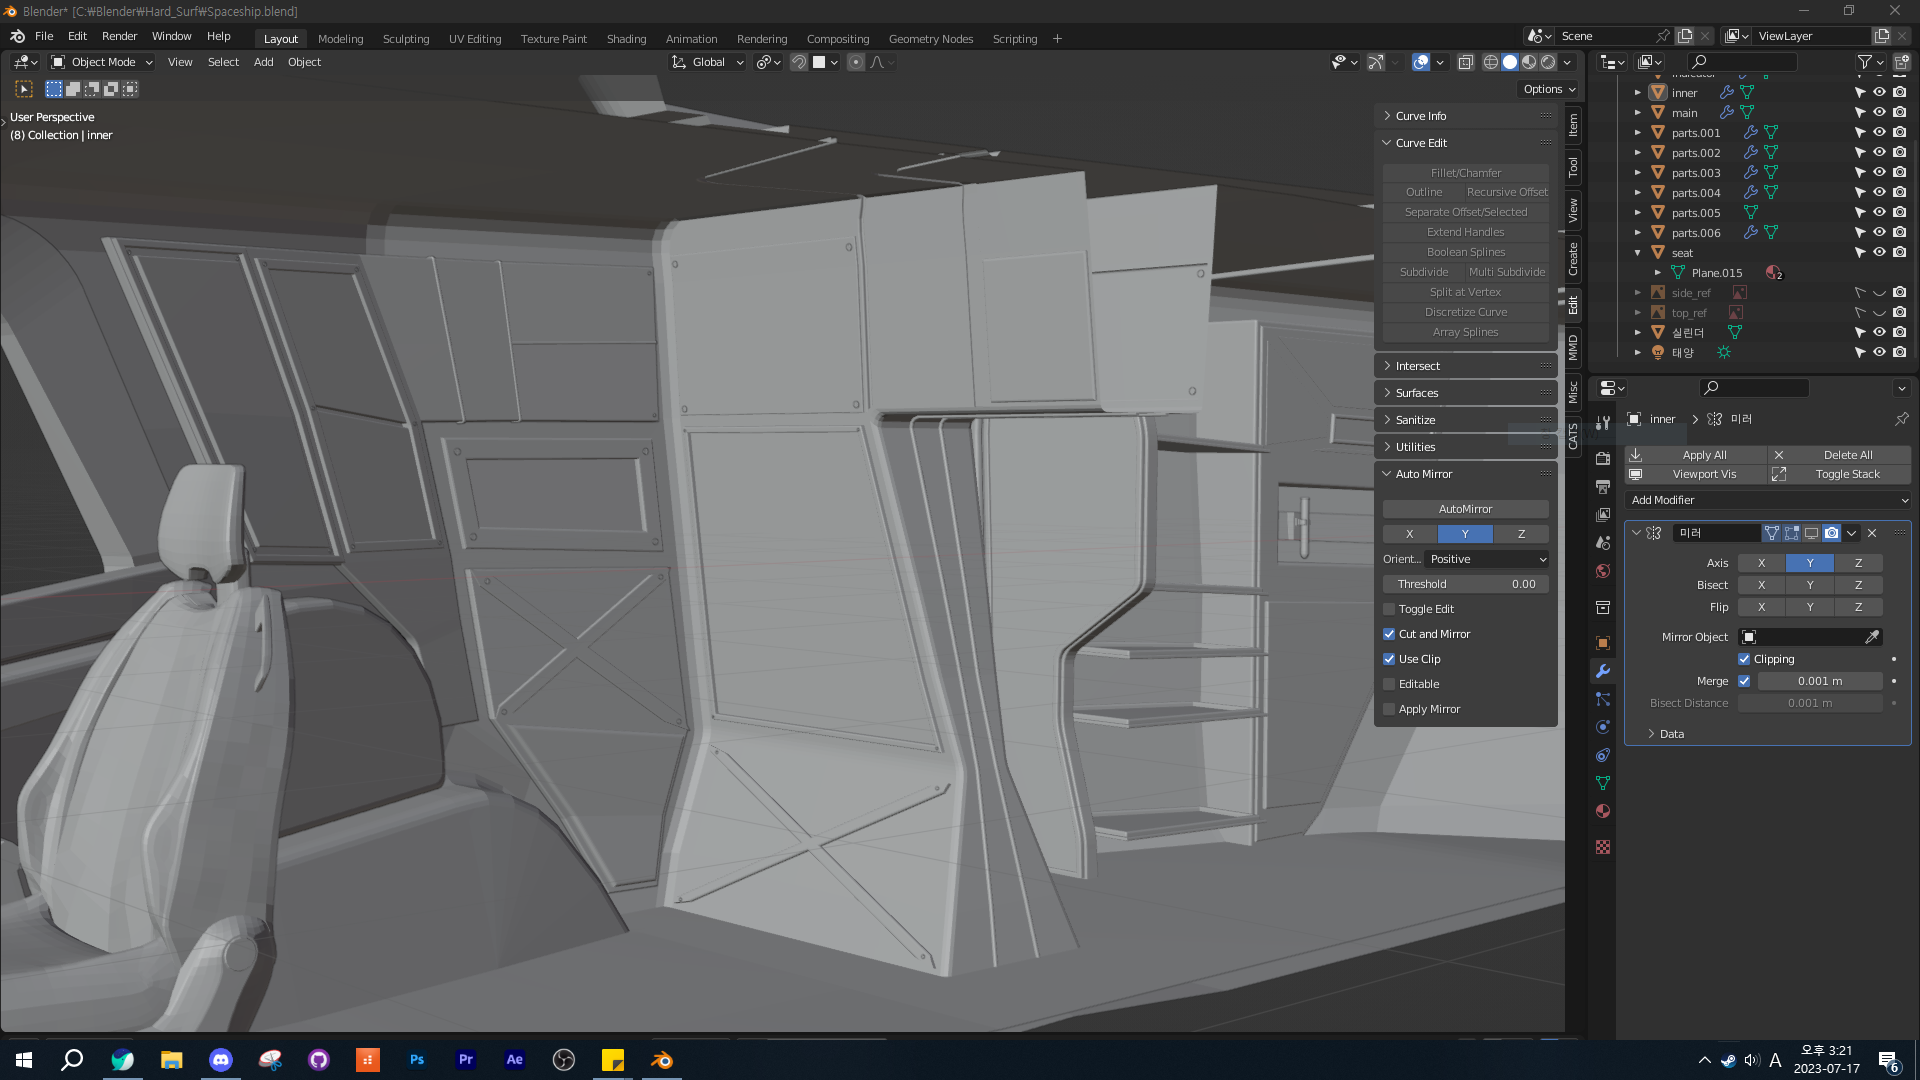 Blender* [C:₩Blender₩Hard_Surf₩Spaceship.blend]
File Edit Render Window Help Layout Modeling Sculpting UV Editing Texture Paint Shading Animation Rendering Compositing Geometry Nodes Scripting + Scene ViewLayer
Object Mode View Select Add Object Global
Options
User Perspective
(8) Collection | inner
Curve Info
Curve Edit
Fillet/Chamfer
Outline Recursive Offset
Separate Offset/Selected
Extend Handles
Boolean Splines
Subdivide Multi Subdivide
Split at Vertex
Discretize Curve
Array Splines
Intersect
Surfaces
Sanitize
Utilities
Auto Mirror
AutoMirror
X Y Z
Orient... Positive
Threshold 0.00
Toggle Edit
Cut and Mirror
Use Clip
Editable
Apply Mirror
Item
Tool
View
Create
Edit
MMD
Misc
CATS
inner
main
parts.001
parts.002
parts.003
parts.004
parts.005
parts.006
seat
Plane.015 2
side_ref
top_ref
실린더
태양
inner > 미러
Apply All Delete All
Viewport Vis Toggle Stack
Add Modifier
미러
Axis X Y Z
Bisect X Y Z
Flip X Y Z
Mirror Object
Clipping
Merge 0.001 m
Bisect Distance 0.001 m
Data
Ps Pr Ae
A
오후 3:21
2023-07-17
6